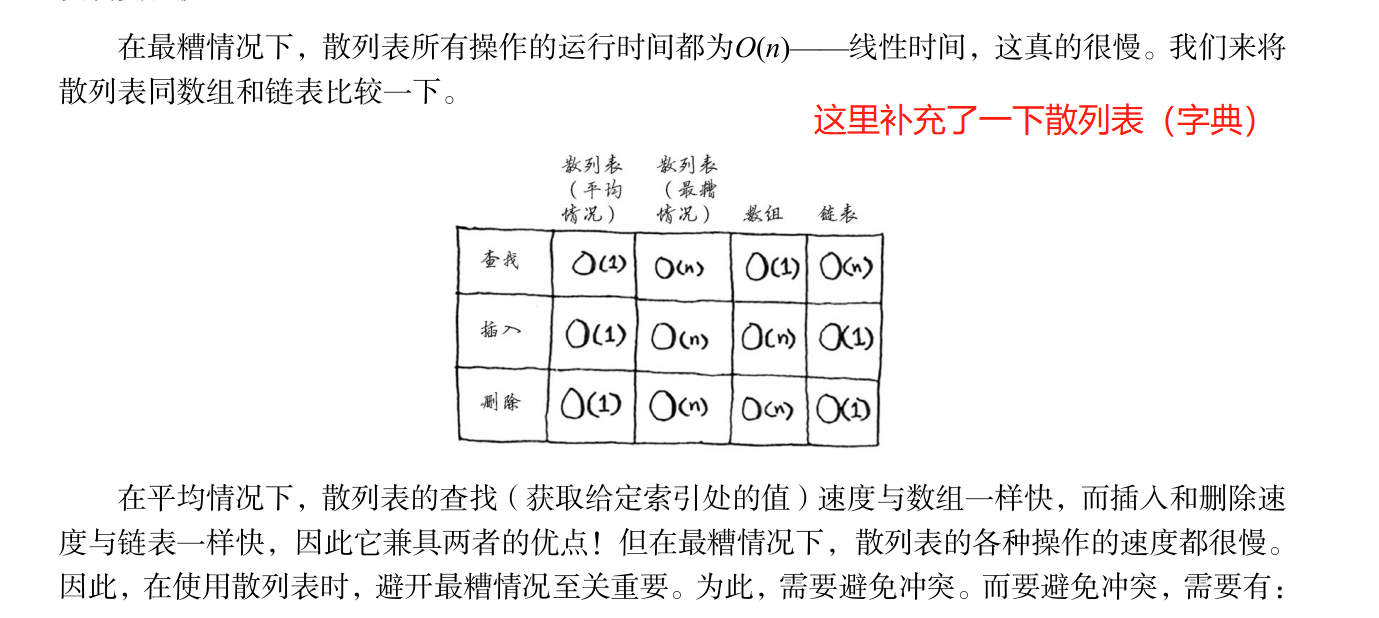 在最糟情况下，散列表所有操作的运行时间都为O(n)——线性时间，这真的很慢。我们来将
散列表同数组和链表比较一下。
这里补充了一下散列表（字典）
散列表（平均情况） 散列表（最糟情况） 数组 链表
查找 O(1) O(n) O(1) O(n)
插入 O(1) O(n) O(n) O(1)
删除 O(1) O(n) O(n) O(1)
在平均情况下，散列表的查找（获取给定索引处的值）速度与数组一样快，而插入和删除速
度与链表一样快，因此它兼具两者的优点！但在最糟情况下，散列表的各种操作的速度都很慢。
因此，在使用散列表时，避开最糟情况至关重要。为此，需要避免冲突。而要避免冲突，需要有：